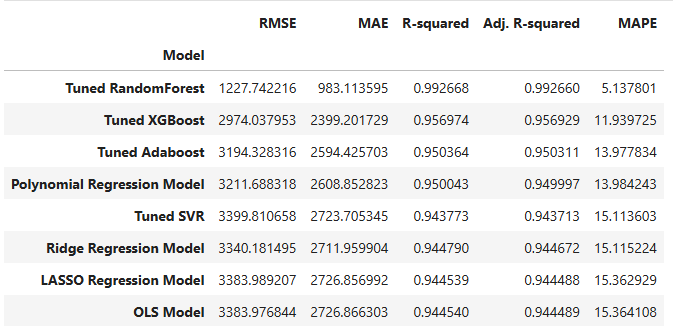 RMSE MAE R-squared Adj. R-squared MAPE
Model
Tuned RandomForest 1227.742216 983.113595 0.992668 0.992660 5.137801
Tuned XGBoost 2974.037953 2399.201729 0.956974 0.956929 11.939725
Tuned Adaboost 3194.328316 2594.425703 0.950364 0.950311 13.977834
Polynomial Regression Model 3211.688318 2608.852823 0.950043 0.949997 13.984243
Tuned SVR 3399.810658 2723.705345 0.943773 0.943713 15.113603
Ridge Regression Model 3340.181495 2711.959904 0.944790 0.944672 15.115224
LASSO Regression Model 3383.989207 2726.856992 0.944539 0.944488 15.362929
OLS Model 3383.976844 2726.866303 0.944540 0.944489 15.364108